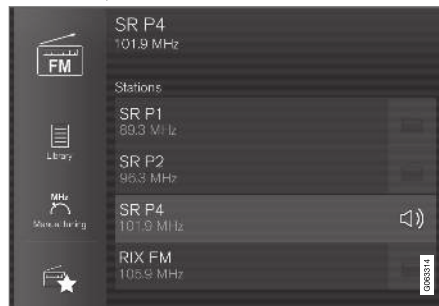 SR P4
101.9 MHz
FM
Stations
SR P1
89.3 MHz
Library
SR P2
96.3 MHz
MHz
Manual tuning
SR P4
101.9 MHz
RIX FM
105.9 MHz
G063314